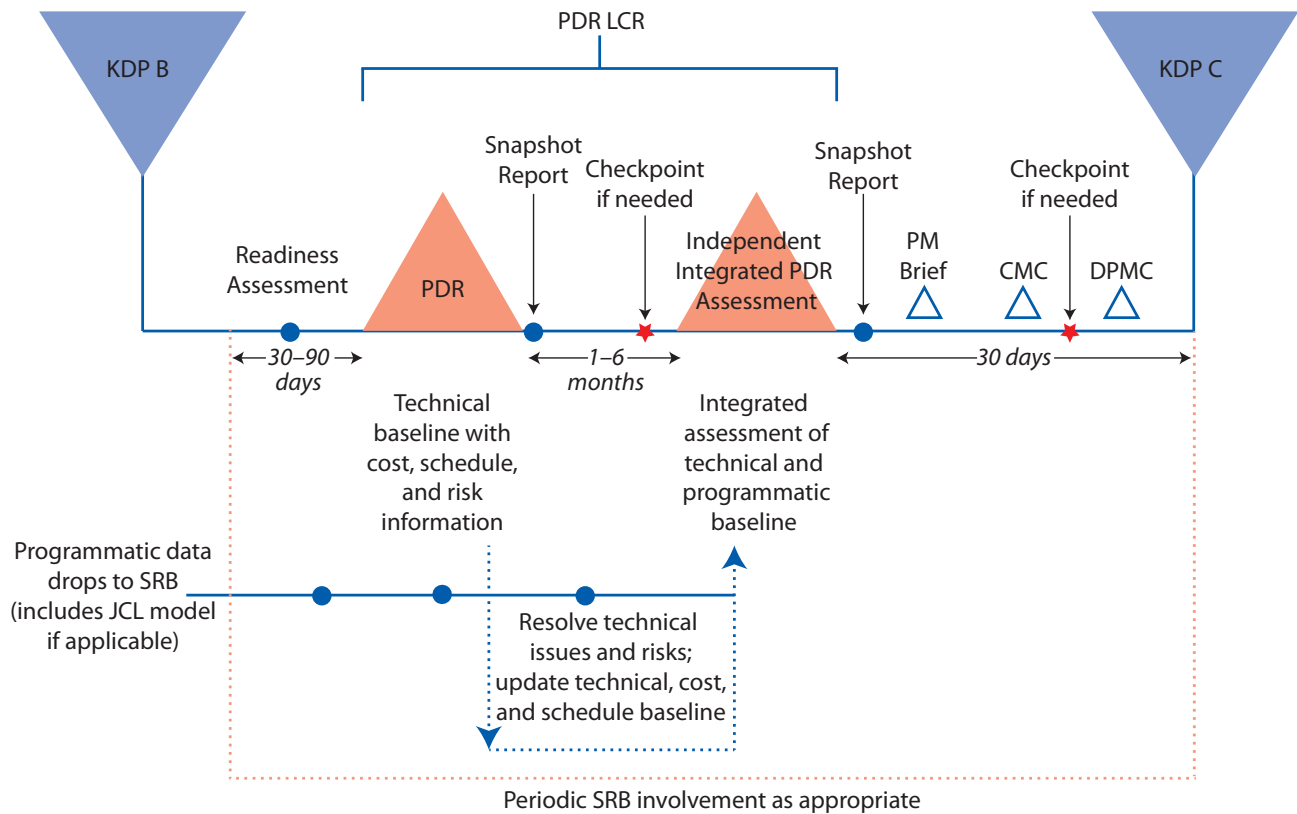 PDR LCR
KDP B
KDP C
Snapshot
Report
Checkpoint
if needed
Snapshot
Report
Checkpoint
if needed
Readiness
Assessment
PDR
Independent
Integrated PDR
Assessment
PM
Brief
CMC
DPMC
30–90
days
1–6
months
30 days
Technical
baseline with
cost, schedule,
and risk
information
Integrated
assessment of
technical and
programmatic
baseline
Programmatic data
drops to SRB
(includes JCL model
if applicable)
Resolve technical
issues and risks;
update technical, cost,
and schedule baseline
Periodic SRB involvement as appropriate